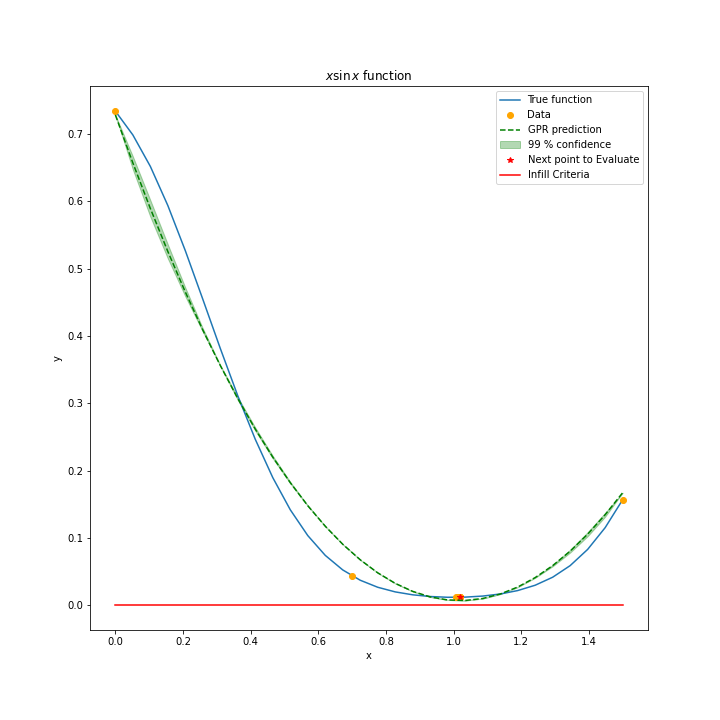 x sin x function
True function
Data
GPR prediction
99 % confidence
Next point to Evaluate
Infill Criteria
y
0.7
0.6
0.5
0.4
0.3
0.2
0.1
0.0
0.0 0.2 0.4 0.6 0.8 1.0 1.2 1.4
x